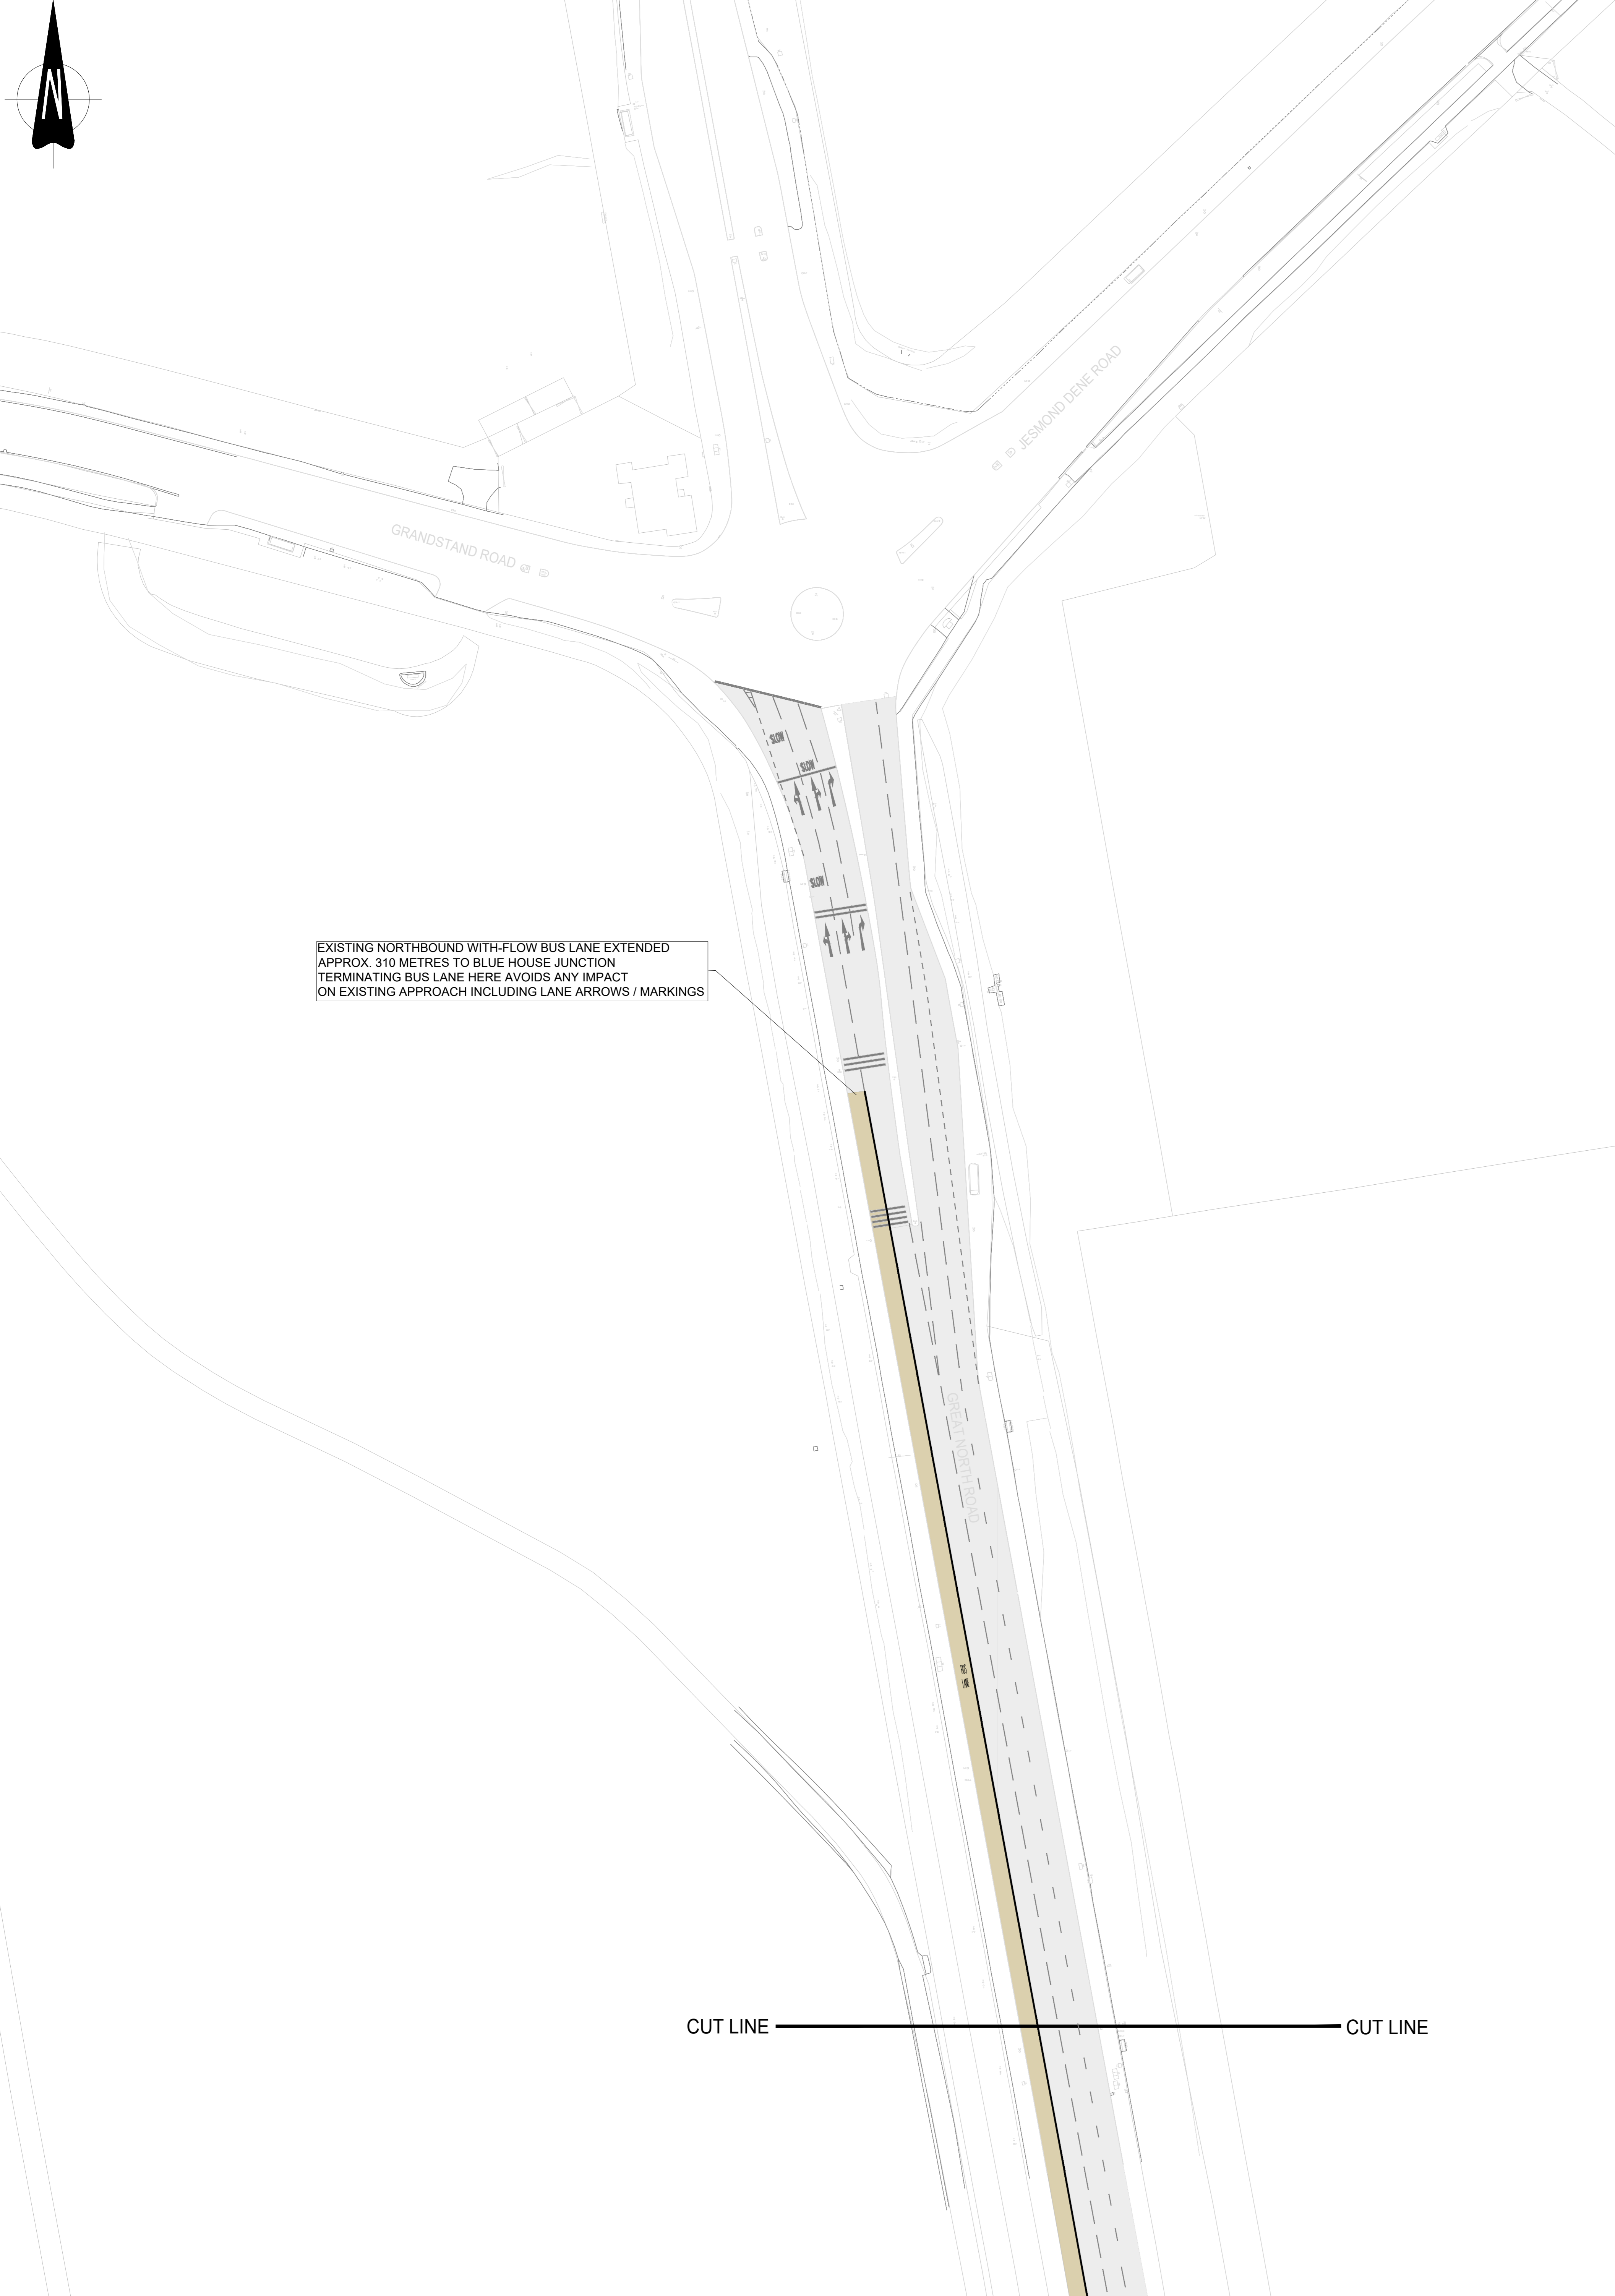 N
JESMOND DENE ROAD
GRANDSTAND ROAD
SLOW
SLOW
SLOW
EXISTING NORTHBOUND WITH-FLOW BUS LANE EXTENDED
APPROX. 310 METRES TO BLUE HOUSE JUNCTION
TERMINATING BUS LANE HERE AVOIDS ANY IMPACT
ON EXISTING APPROACH INCLUDING LANE ARROWS / MARKINGS
GREAT NORTH ROAD
BUS
LANE
CUT LINE
CUT LINE